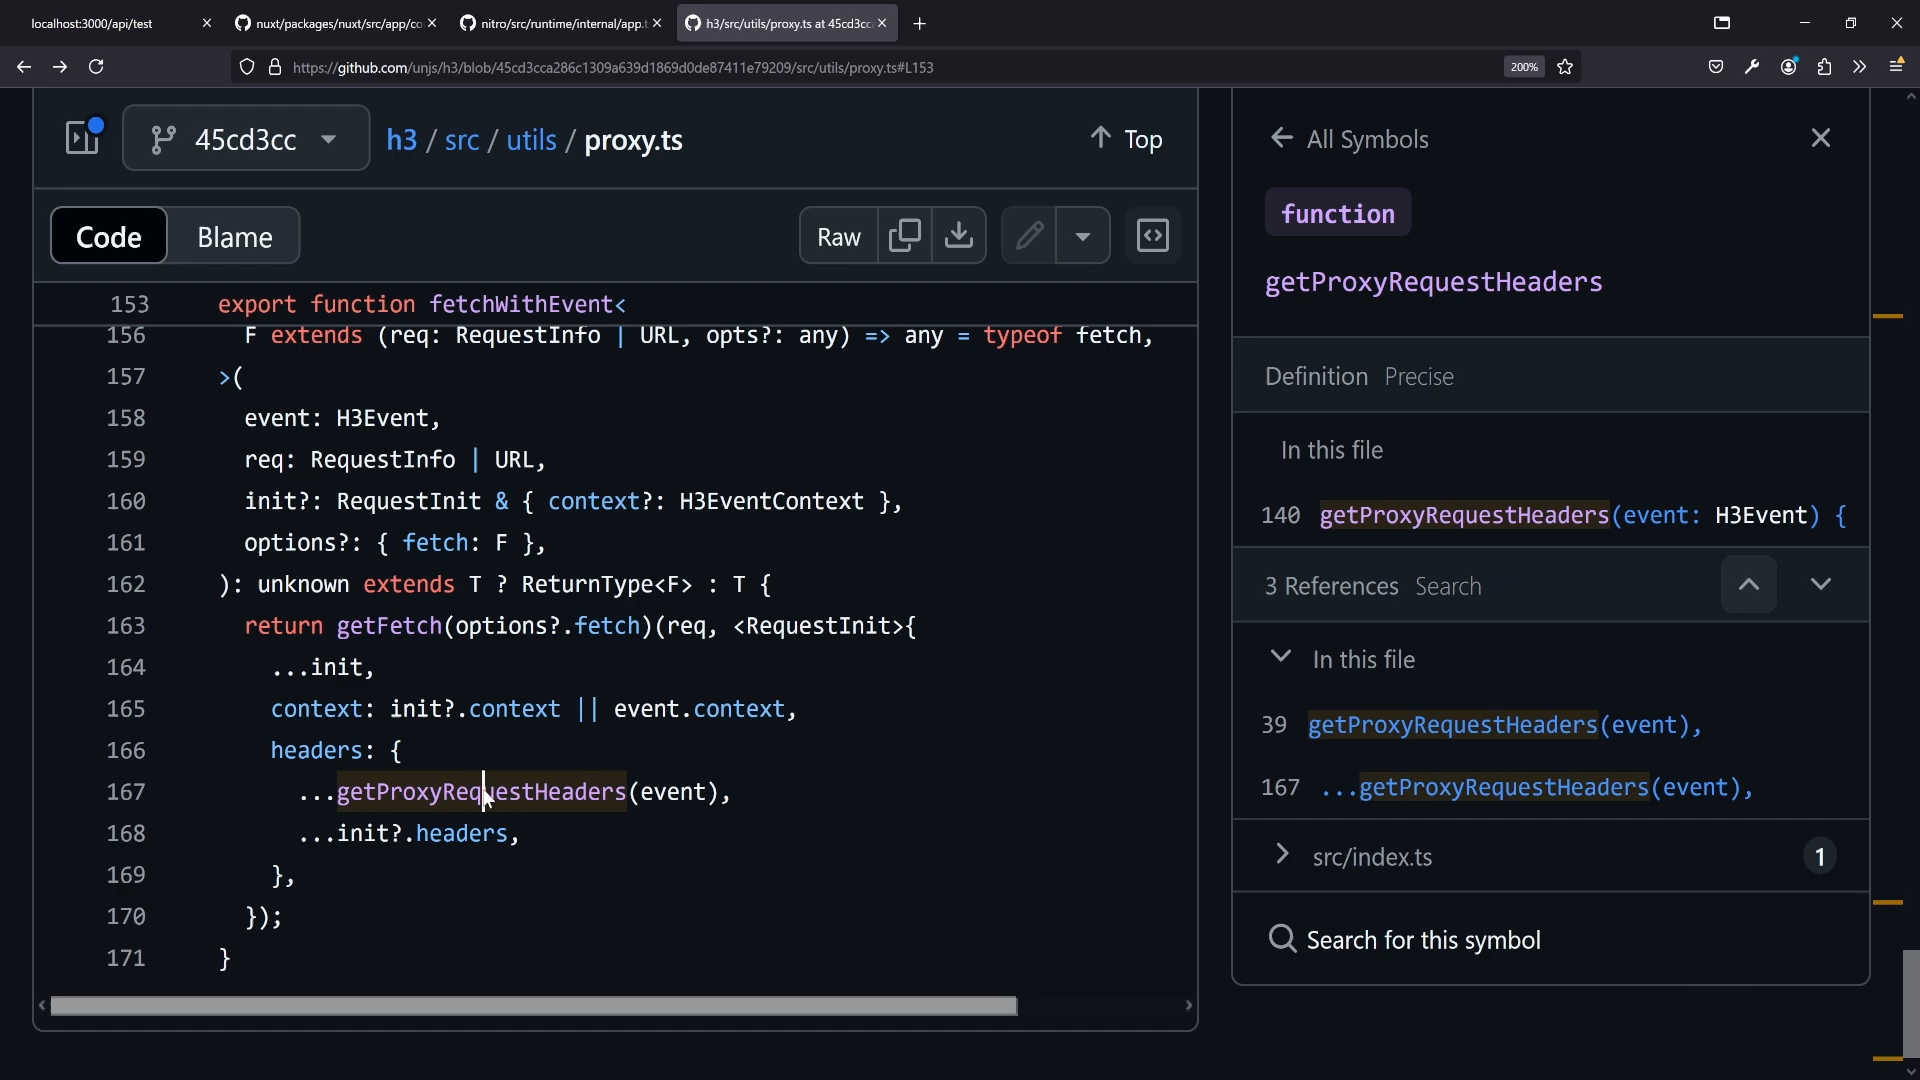 localhost:3000/api/test
nuxt/packages/nuxt/src/app/co
nitro/src/runtime/internal/app.t
h3/src/utils/proxy.ts at 45cd3cc
https://github.com/unjs/h3/blob/45cd3cca286c1309a639d1869d0de87411e79209/src/utils/proxy.ts#L153
200%
45cd3cc
h3 / src / utils / proxy.ts
Top
Code
Blame
Raw
153 export function fetchWithEvent<
156 F extends (req: RequestInfo | URL, opts?: any) => any = typeof fetch,
157 >(
158 event: H3Event,
159 req: RequestInfo | URL,
160 init?: RequestInit & { context?: H3EventContext },
161 options?: { fetch: F },
162 ): unknown extends T ? ReturnType<F> : T {
163 return getFetch(options?.fetch)(req, <RequestInit>{
164 ...init,
165 context: init?.context || event.context,
166 headers: {
167 ...getProxyRequestHeaders(event),
168 ...init?.headers,
169 },
170 });
171 }
All Symbols
function
getProxyRequestHeaders
Definition Precise
In this file
140 getProxyRequestHeaders(event: H3Event) {
3 References Search
In this file
39 getProxyRequestHeaders(event),
167 ...getProxyRequestHeaders(event),
src/index.ts
1
Search for this symbol